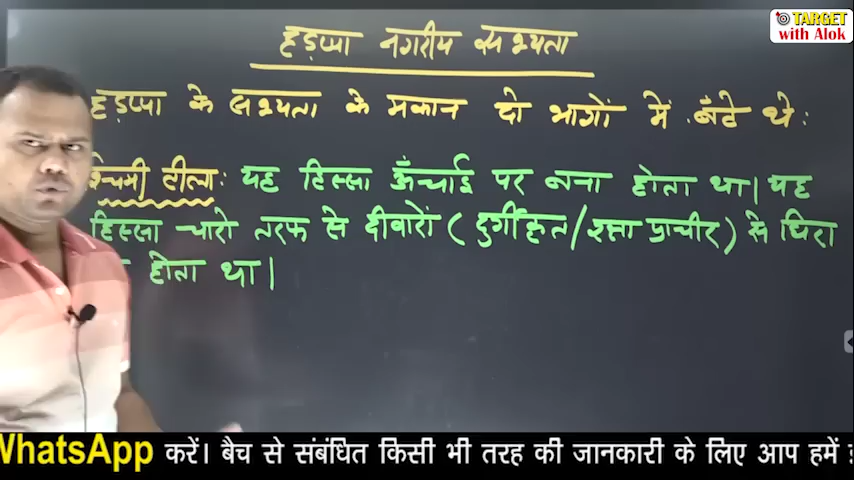 TARGET
with Alok
हड़प्पा नगरीय सभ्यता
हड़प्पा के सभ्यता के मकान दो भागों में बँटे थे:
श्चिमी टीला: यह हिस्सा ऊँचाई पर बना होता था। यह
हिस्सा चारो तरफ से दीवारों (दुर्गीकृत/रक्षा प्राचीर) से घिरा
होता था।
WhatsApp करें। बैच से संबंधित किसी भी तरह की जानकारी के लिए आप हमें